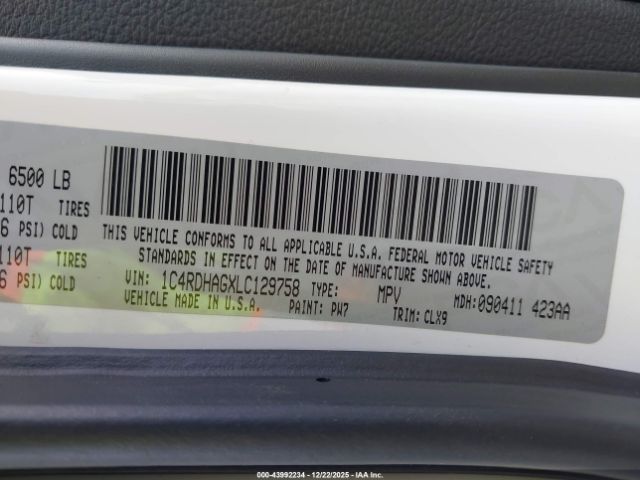 6500 LB
110T TIRES
6 PSI) COLD
110T TIRES
6 PSI) COLD
THIS VEHICLE CONFORMS TO ALL APPLICABLE U.S.A. FEDERAL MOTOR VEHICLE SAFETY
STANDARDS IN EFFECT ON THE DATE OF MANUFACTURE SHOWN ABOVE.
VIN: 1C4RDHAGXLC129758 TYPE: MPV MDH:090411 423AA
VEHICLE MADE IN U.S.A. PAINT: PW7 TRIM: CLX9
000-43992234 - 12/22/2025 - IAA Inc.